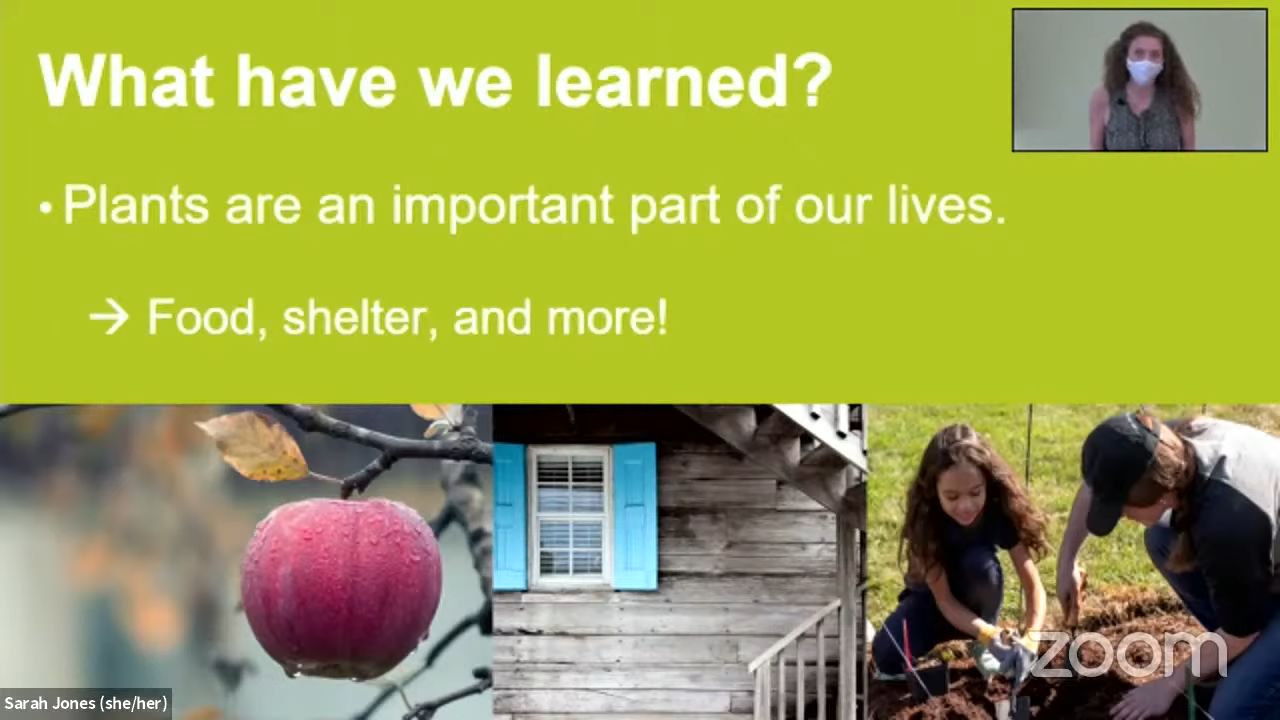 What have we learned?
• Plants are an important part of our lives.
→ Food, shelter, and more!
zoom
Sarah Jones (she/her)